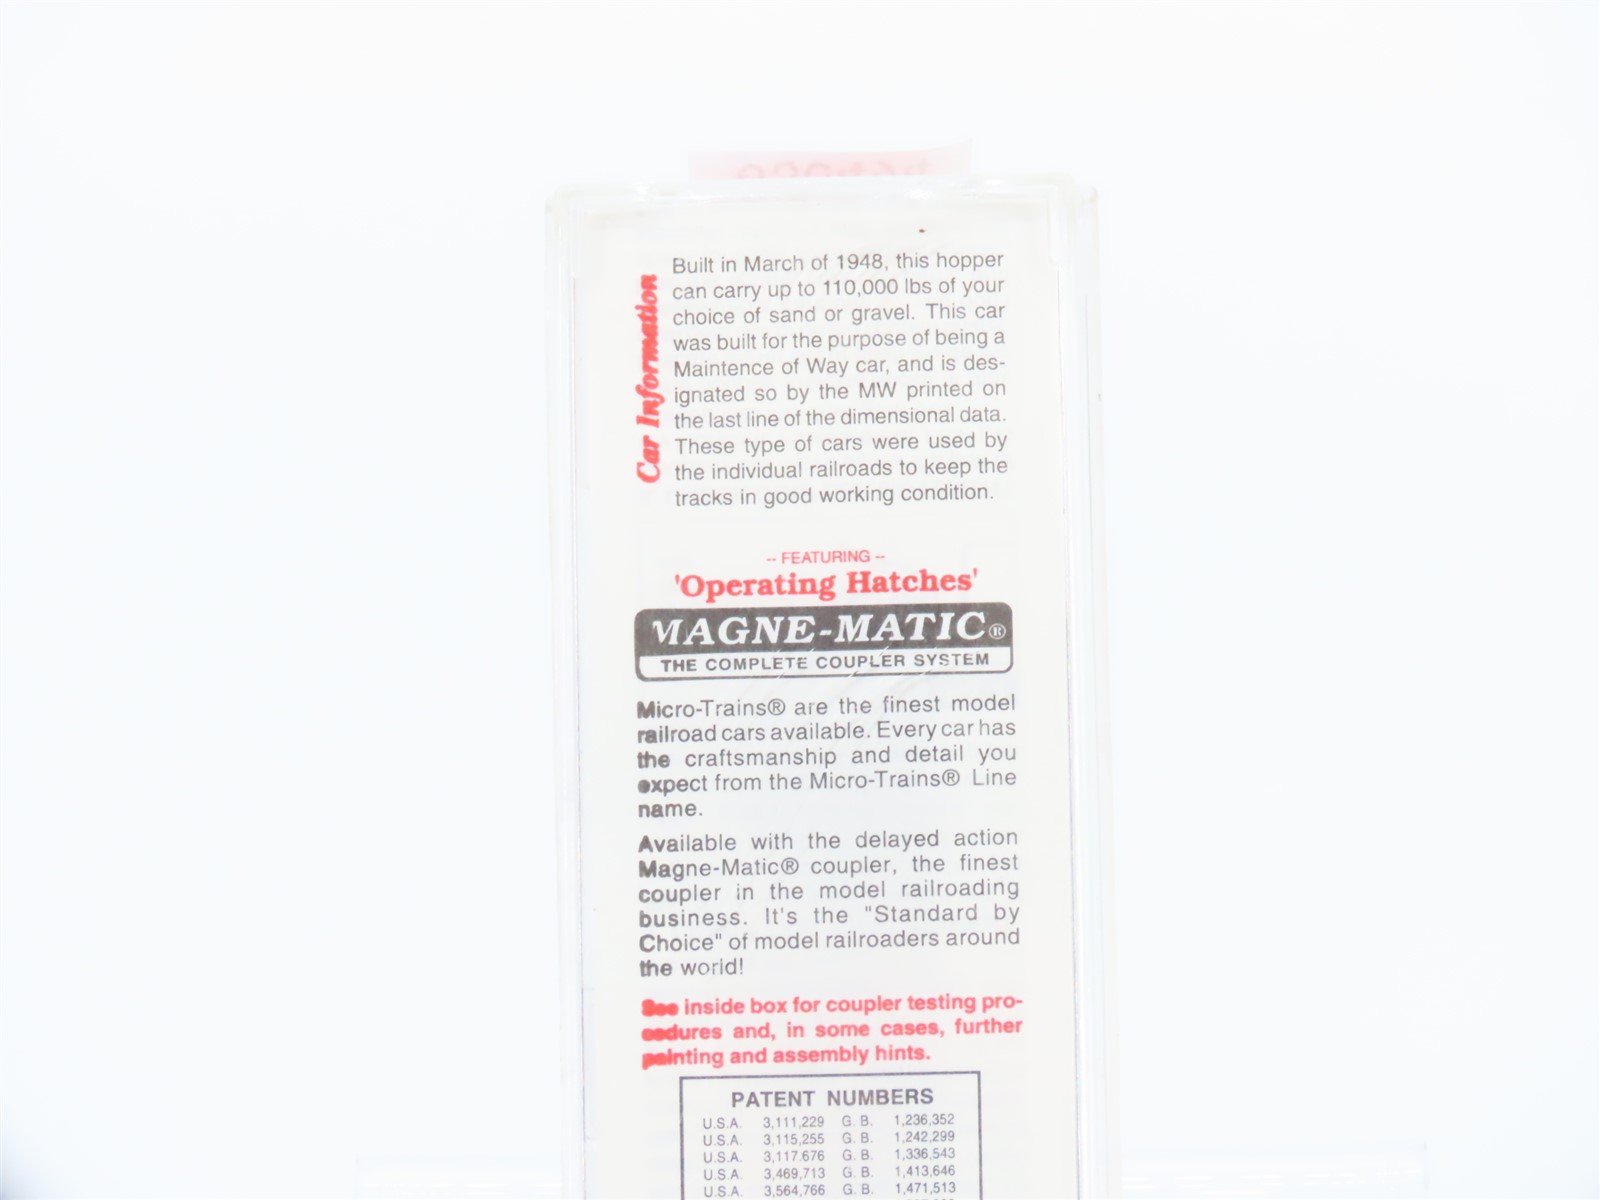 Car Information
Built in March of 1948, this hopper
can carry up to 110,000 lbs of your
choice of sand or gravel. This car
was built for the purpose of being a
Maintence of Way car, and is des-
ignated so by the MW printed on
the last line of the dimensional data.
These type of cars were used by
the individual railroads to keep the
tracks in good working condition.
-- FEATURING --
'Operating Hatches'
MAGNE-MATIC®
THE COMPLETE COUPLER SYSTEM
Micro-Trains® are the finest model
railroad cars available. Every car has
the craftsmanship and detail you
expect from the Micro-Trains® Line
name.
Available with the delayed action
Magne-Matic® coupler, the finest
coupler in the model railroading
business. It's the "Standard by
Choice" of model railroaders around
the world!
See inside box for coupler testing pro-
cedures and, in some cases, further
painting and assembly hints.
PATENT NUMBERS
U.S.A. 3,111,229 G. B. 1,236,352
U.S.A. 3,115,255 G. B. 1,242,299
U.S.A. 3,117.676 G. B. 1,336,543
U.S.A. 3,469,713 G. B. 1,413,646
U.S.A. 3,564,766 G. B. 1,471,513